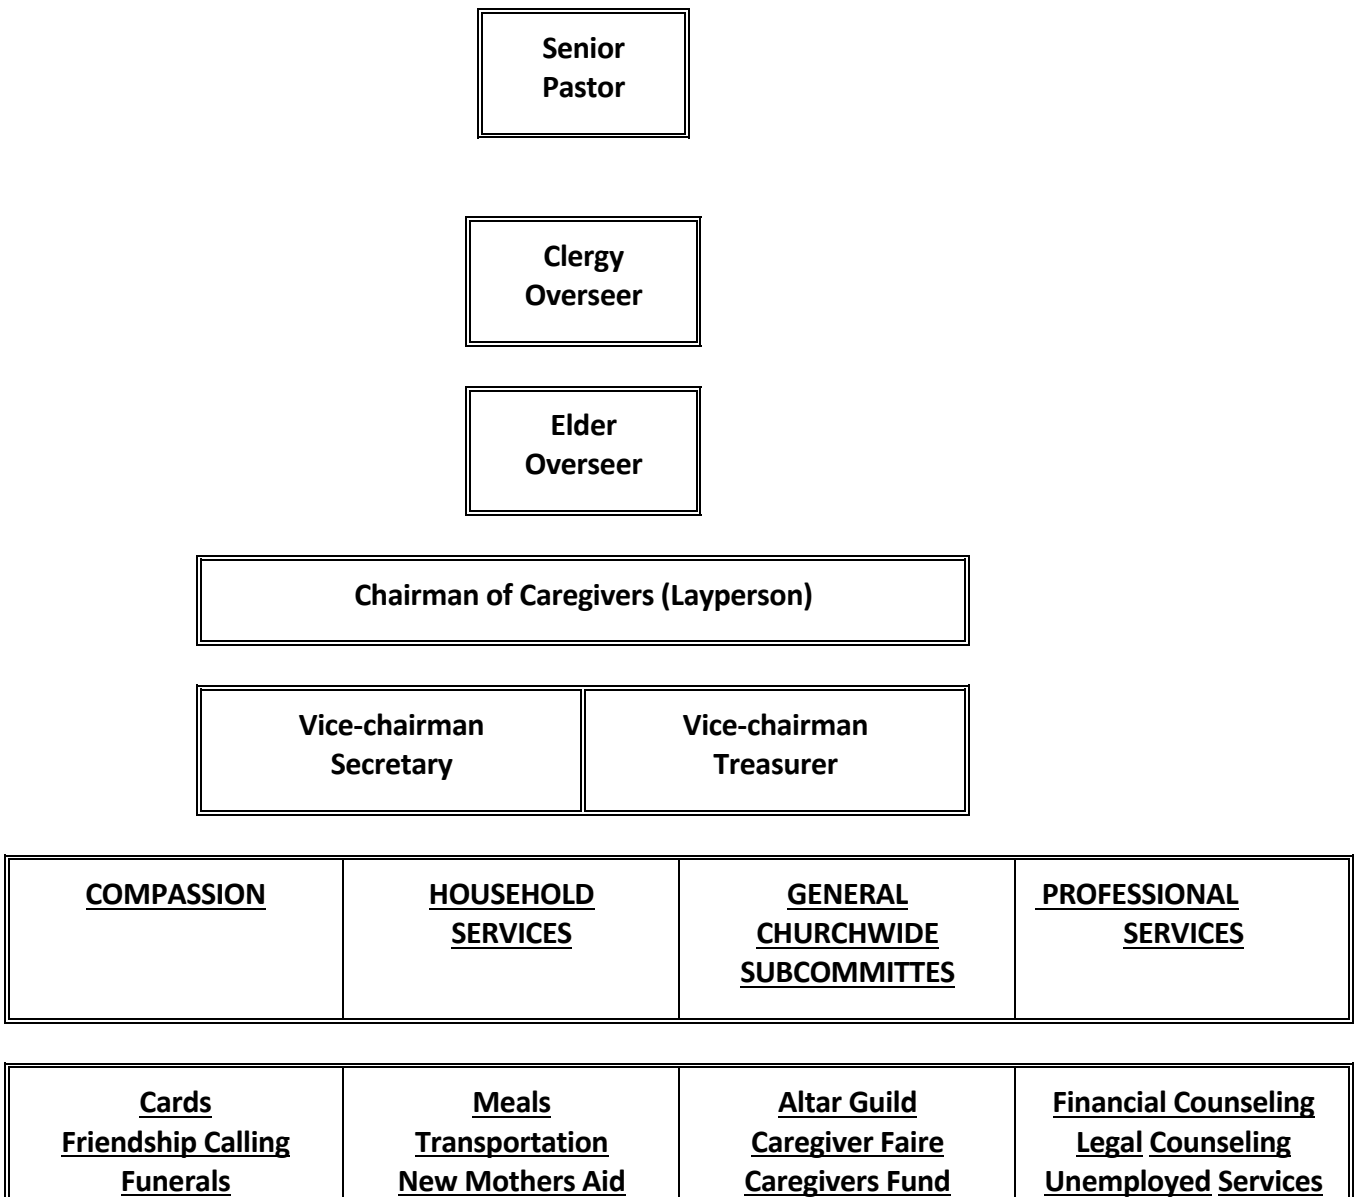 Senior
Pastor
Clergy
Overseer
Elder
Overseer
Chairman of Caregivers (Layperson)
Vice-chairman
Secretary
Vice-chairman
Treasurer
COMPASSION
HOUSEHOLD
SERVICES
GENERAL
CHURCHWIDE
SUBCOMMITTES
PROFESSIONAL
SERVICES
Cards
Friendship Calling
Funerals
Meals
Transportation
New Mothers Aid
Altar Guild
Caregiver Faire
Caregivers Fund
Financial Counseling
Legal Counseling
Unemployed Services